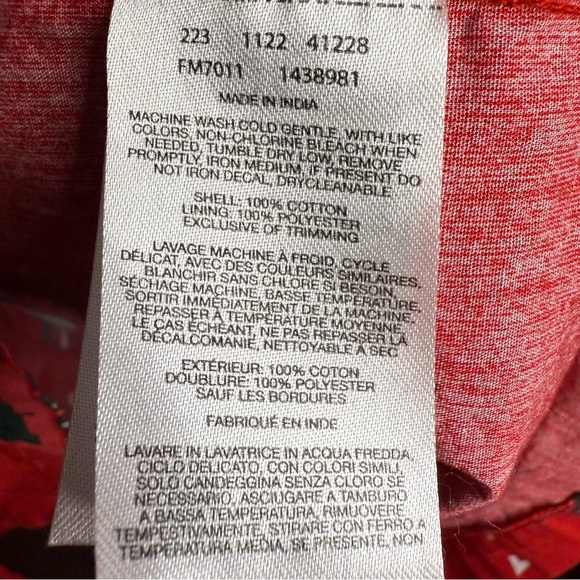 223 1122 41228
FM7011 1438981
MADE IN INDIA
MACHINE WASH COLD GENTLE, WITH LIKE
COLORS, NON-CHLORINE BLEACH WHEN
NEEDED, TUMBLE DRY LOW, REMOVE
PROMPTLY, IRON MEDIUM, IF PRESENT DO
NOT IRON DECAL, DRYCLEANABLE
SHELL: 100% COTTON
LINING: 100% POLYESTER
EXCLUSIVE OF TRIMMING
LAVAGE MACHINE À FROID, CYCLE
DÉLICAT, AVEC DES COULEURS SIMILAIRES,
BLANCHIR SANS CHLORE SI BESOIN,
SÉCHAGE MACHINE, BASSE TEMPÉRATURE,
SORTIR IMMÉDIATEMENT DE LA MACHINE,
REPASSER À TEMPÉRATURE MOYENNE,
LE CAS ÉCHEANT, NE PAS REPASSER LA
DÉCALCOMANIE, NETTOYABLE À SEC
EXTÉRIEUR: 100% COTON
DOUBLURE: 100% POLYESTER
SAUF LES BORDURES
FABRIQUÉ EN INDE
LAVARE IN LAVATRICE IN ACQUA FREDDA,
CICLO DELICATO, CON COLORI SIMILI,
SOLO CANDEGGINA SENZA CLORO SE
NECESSARIO, ASCIUGARE A TAMBURO
A BASSA TEMPERATURA, RIMUOVERE
TEMPESTIVAMENTE, STIRARE CON FERRO A
TEMPERATURA MEDIA, SE PRESENTE, NON